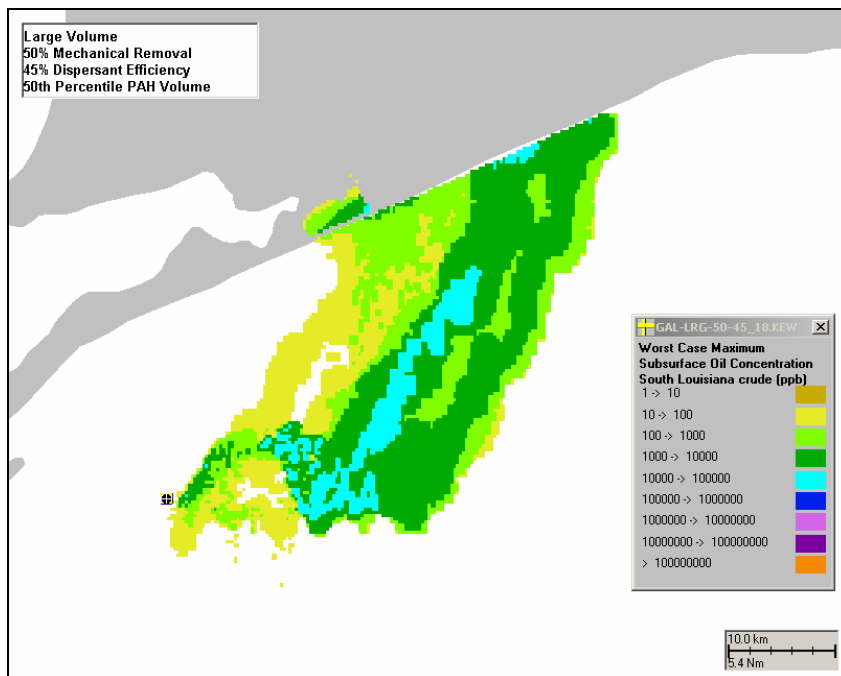 Large Volume
50% Mechanical Removal
45% Dispersant Efficiency
50th Percentile PAH Volume
GAL-LRG-50-45_18.KEW
Worst Case Maximum
Subsurface Oil Concentration
South Louisiana crude (ppb)
1 -> 10
10 -> 100
100 -> 1000
1000 -> 10000
10000 -> 100000
100000 -> 1000000
1000000 -> 10000000
10000000 -> 100000000
> 100000000
10.0 km
5.4 Nm